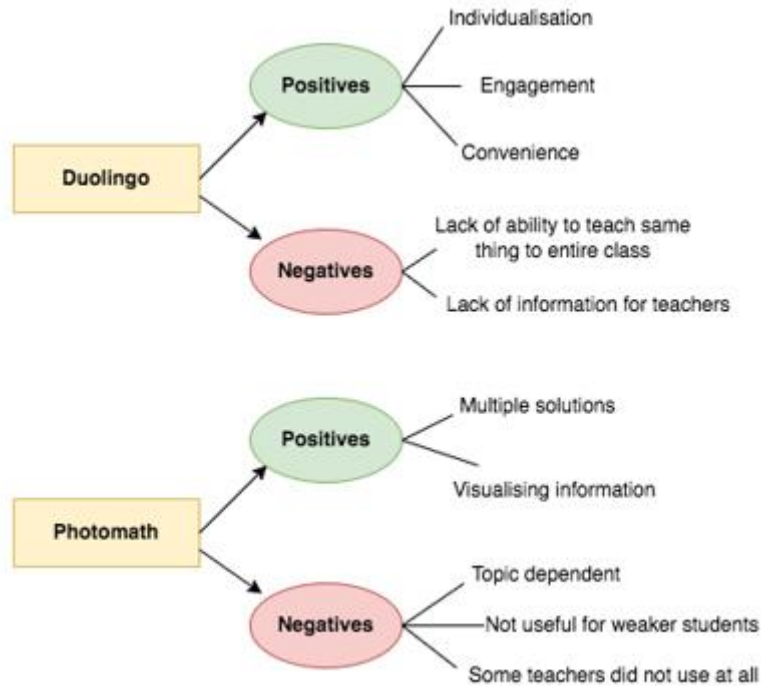 Individualisation
Positives
Engagement
Convenience
Duolingo
Lack of ability to teach same
thing to entire class
Negatives
Lack of information for teachers
Multiple solutions
Positives
Visualising information
Photomath
Topic dependent
Negatives
Not useful for weaker students
Some teachers did not use at all